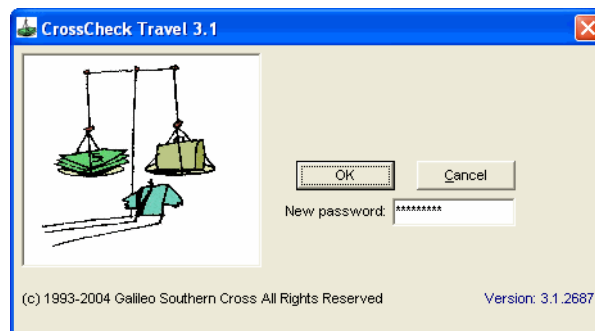 CrossCheck Travel 3.1
OK
Cancel
New password: *********
(c) 1993-2004 Galileo Southern Cross All Rights Reserved
Version: 3.1.2687